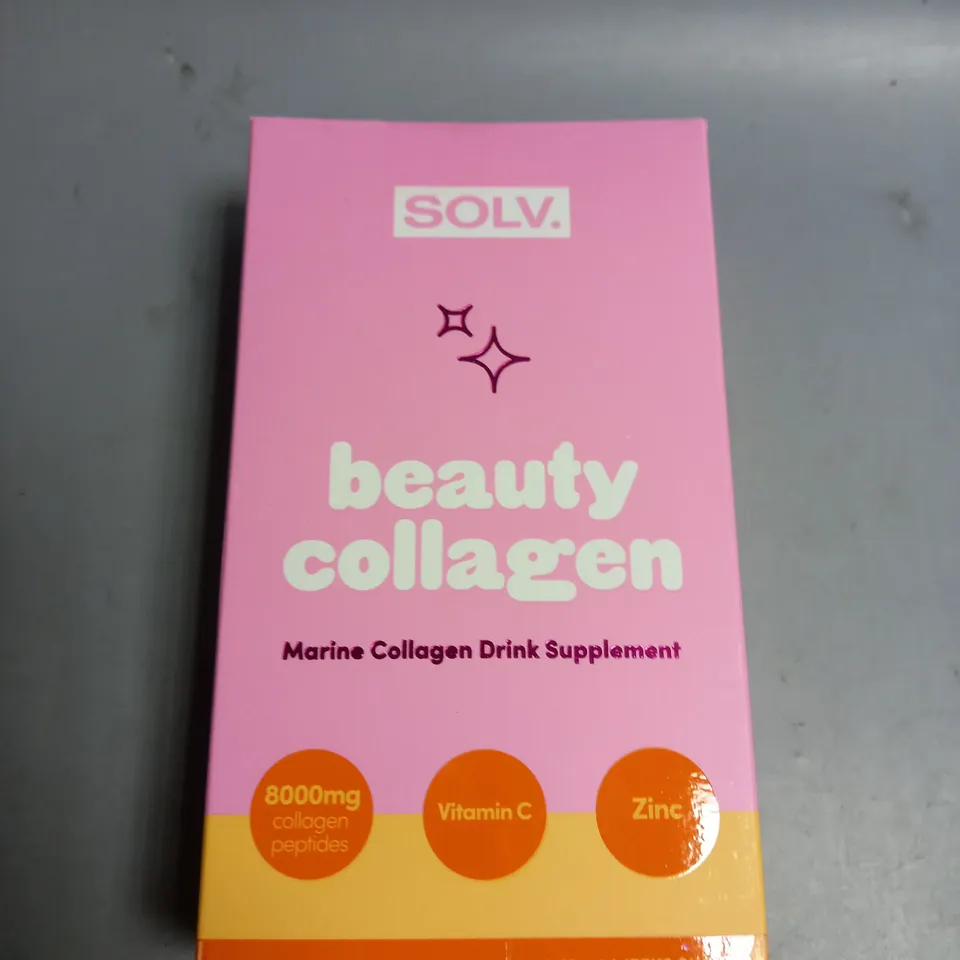 SOLV.
beauty
collagen
Marine Collagen Drink Supplement
8000mg
collagen
peptides
Vitamin C
Zinc